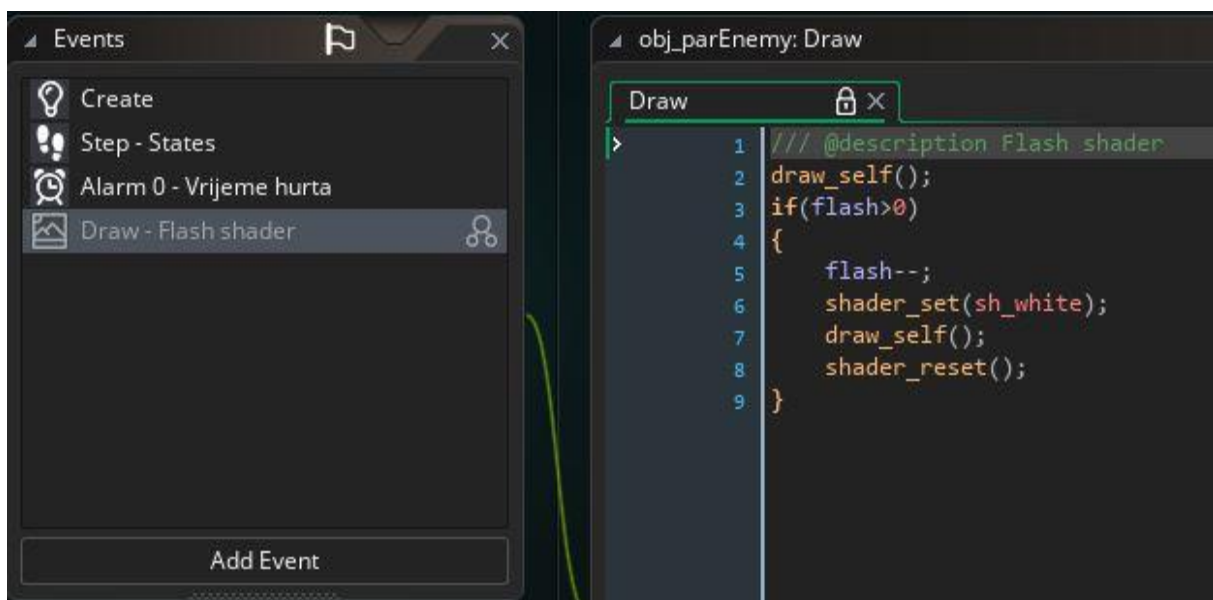 Events
Create
Step - States
Alarm 0 - Vrijeme hurta
Draw - Flash shader
Add Event
obj_parEnemy: Draw
Draw
1 /// @description Flash shader
2 draw_self();
3 if(flash>0)
4 {
5     flash--;
6     shader_set(sh_white);
7     draw_self();
8     shader_reset();
9 }